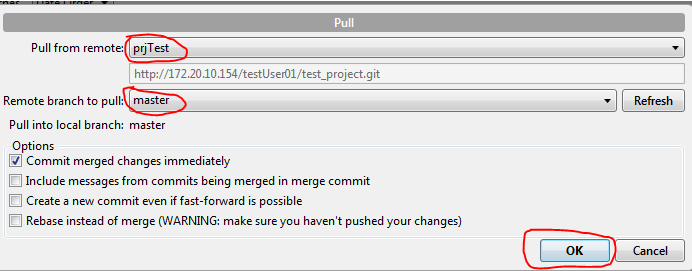 Date Order
Pull
Pull from remote: prjTest
http://172.20.10.154/testUser01/test_project.git
Remote branch to pull: master Refresh
Pull into local branch: master
Options
Commit merged changes immediately
Include messages from commits being merged in merge commit
Create a new commit even if fast-forward is possible
Rebase instead of merge (WARNING: make sure you haven't pushed your changes)
OK Cancel